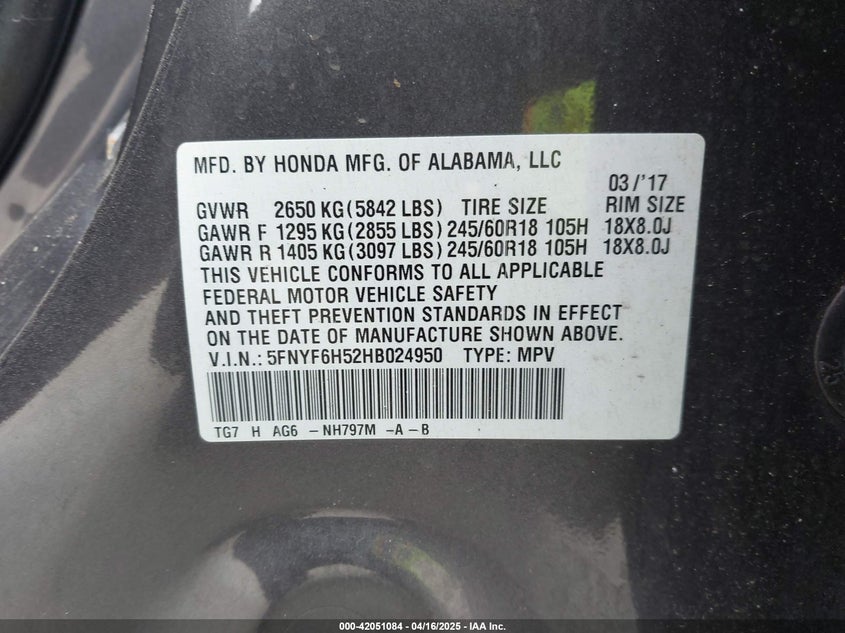 MFD. BY HONDA MFG. OF ALABAMA, LLC
03/'17
GVWR 2650 KG(5842 LBS) TIRE SIZE RIM SIZE
GAWR F 1295 KG(2855 LBS) 245/60R18 105H 18X8.0J
GAWR R 1405 KG(3097 LBS) 245/60R18 105H 18X8.0J
THIS VEHICLE CONFORMS TO ALL APPLICABLE
FEDERAL MOTOR VEHICLE SAFETY
AND THEFT PREVENTION STANDARDS IN EFFECT
ON THE DATE OF MANUFACTURE SHOWN ABOVE.
V.I.N.: 5FNYF6H52HB024950 TYPE: MPV
TG7 H AG6 - NH797M -A - B
000-42051084 - 04/16/2025 - IAA Inc.